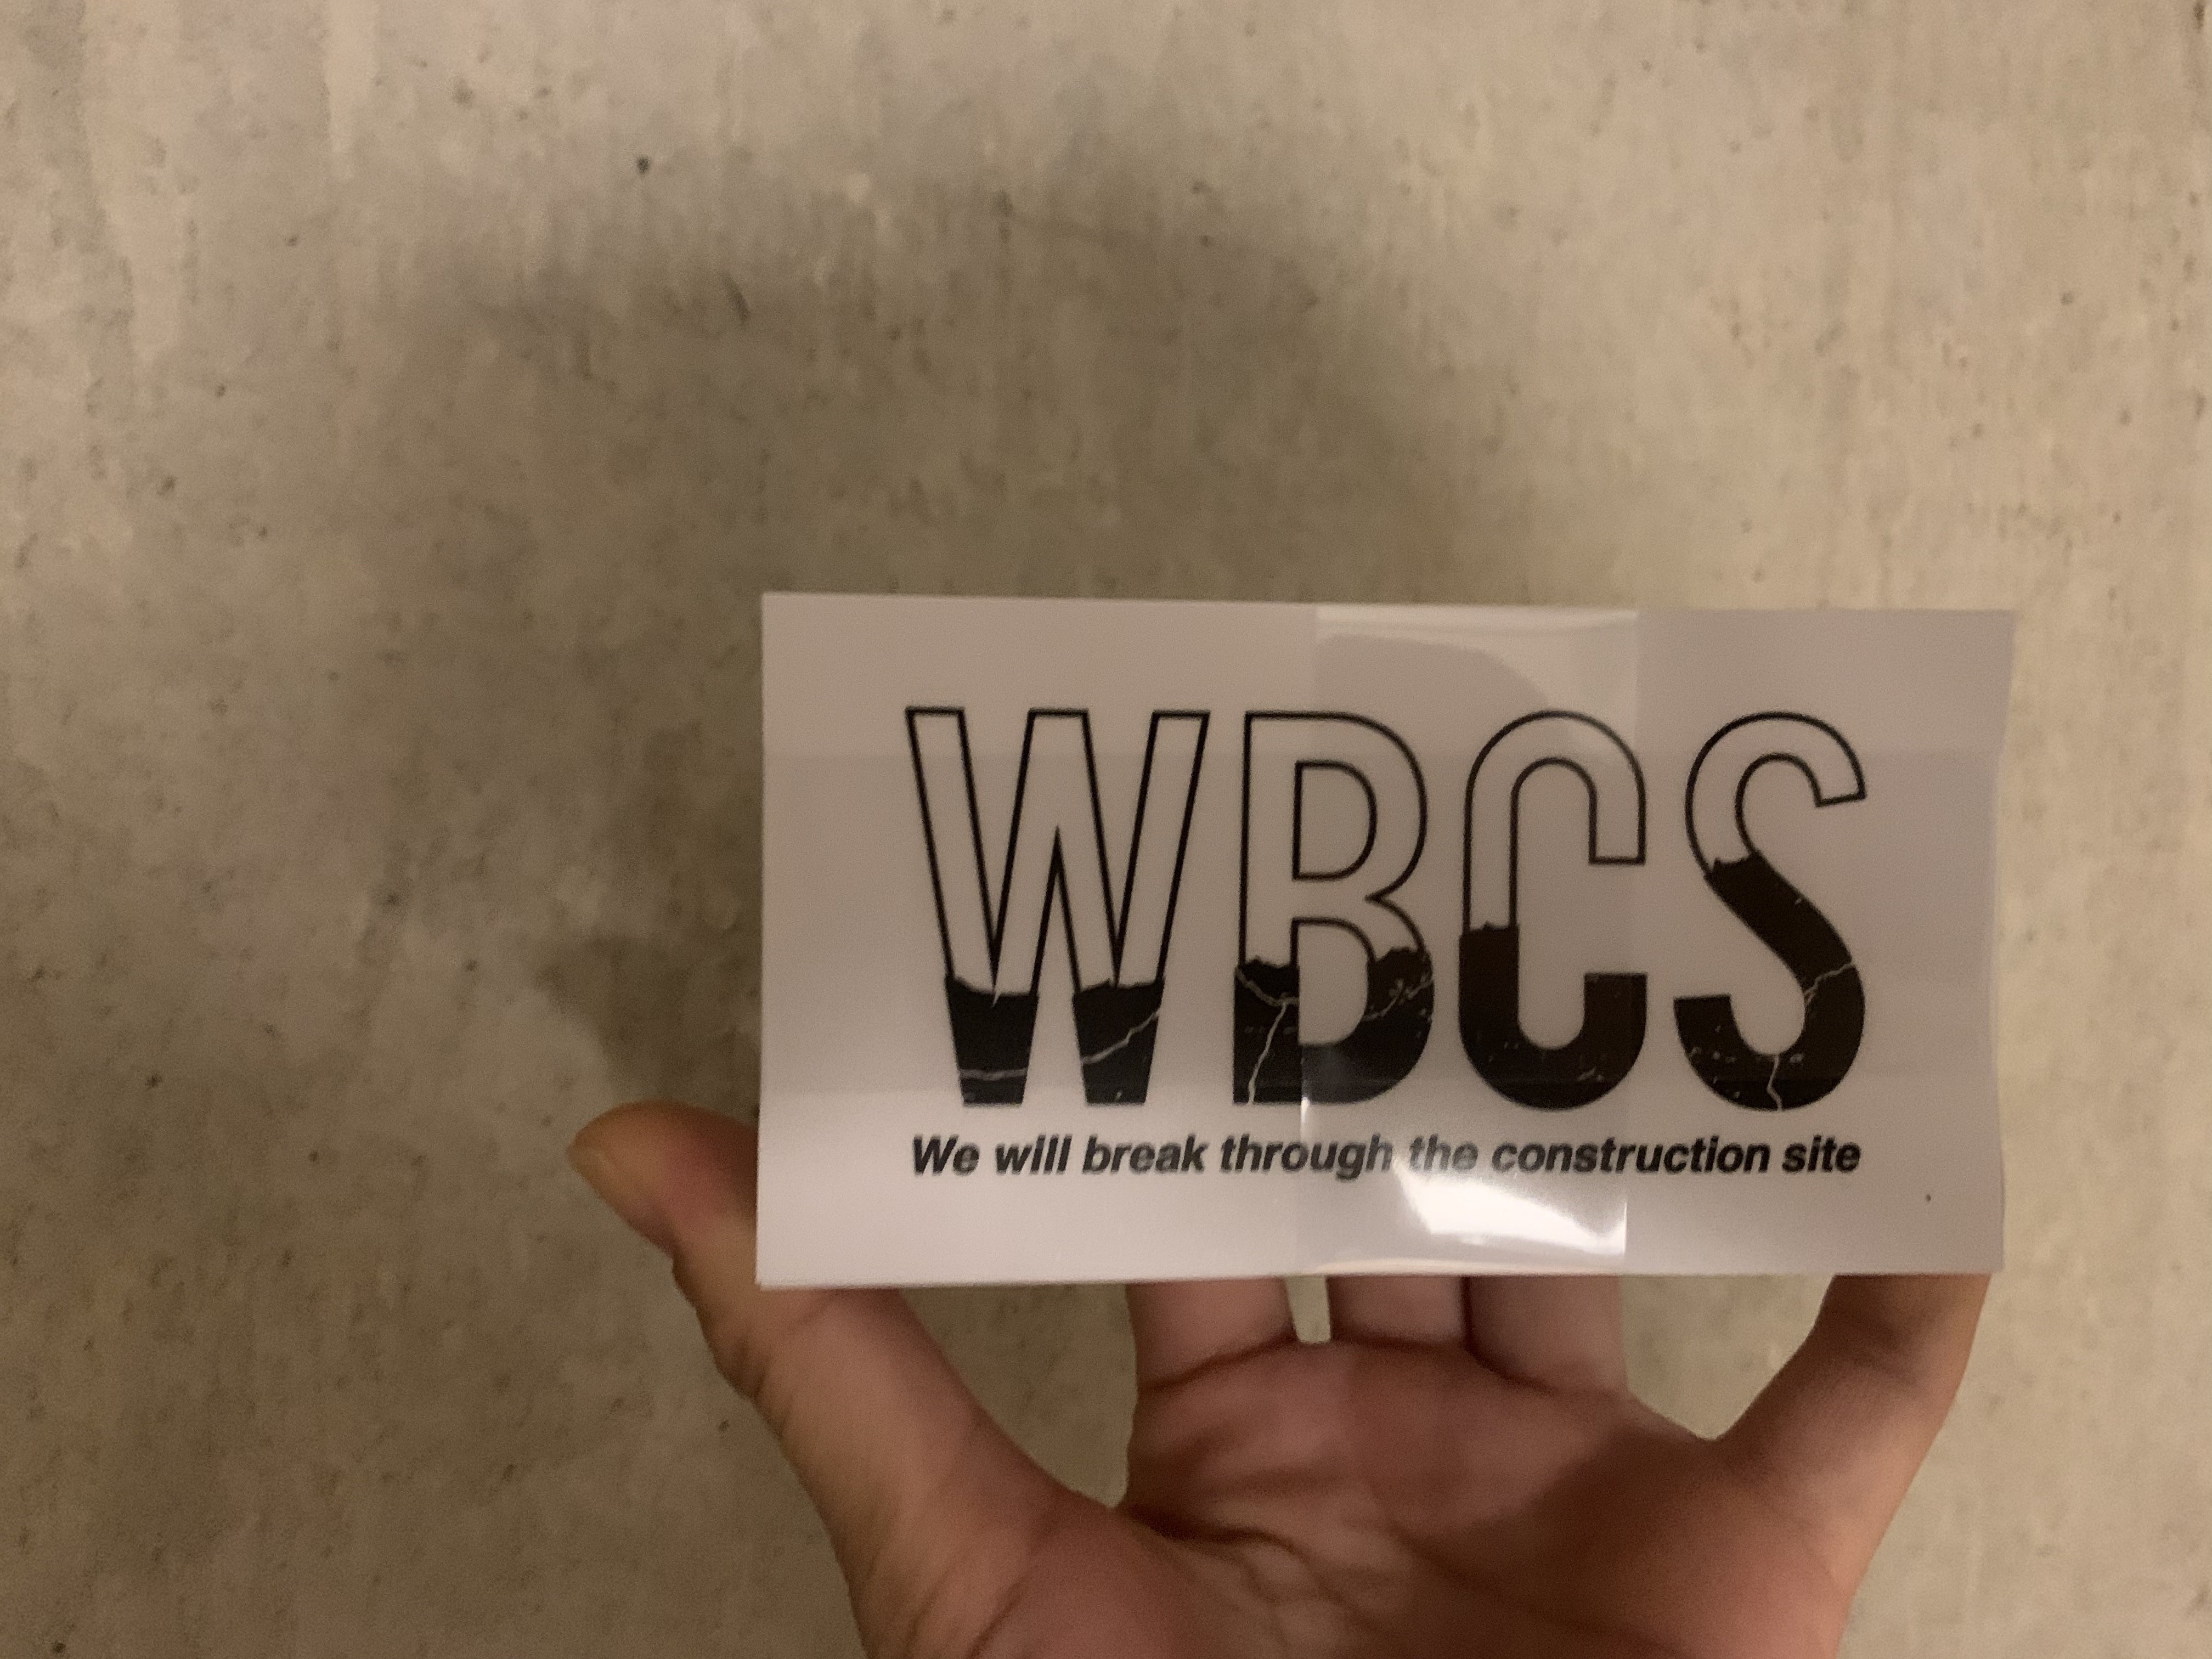 WBCS
We will break through the construction site